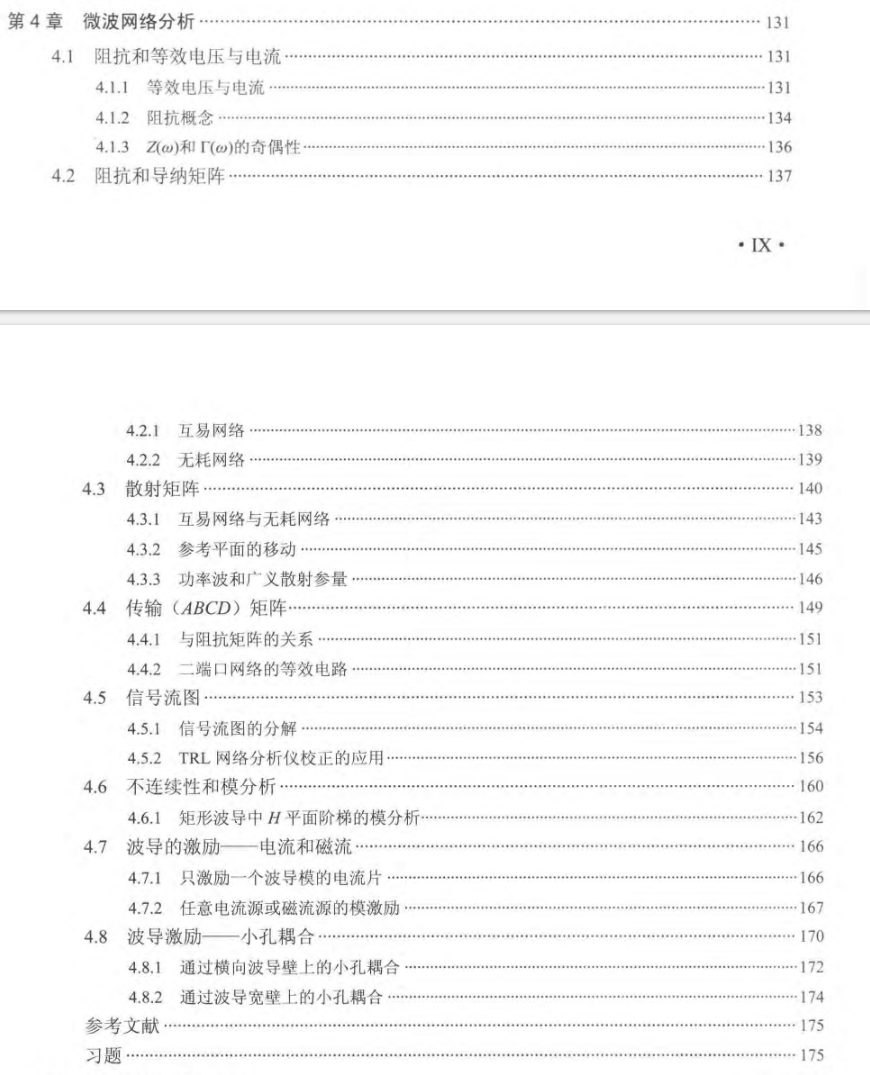 第 4 章 微波网络分析 …… 131
4.1 阻抗和等效电压与电流 …… 131
4.1.1 等效电压与电流 …… 131
4.1.2 阻抗概念 …… 134
4.1.3 Z(ω)和 Γ(ω)的奇偶性 …… 136
4.2 阻抗和导纳矩阵 …… 137
• IX •
4.2.1 互易网络 …… 138
4.2.2 无耗网络 …… 139
4.3 散射矩阵 …… 140
4.3.1 互易网络与无耗网络 …… 143
4.3.2 参考平面的移动 …… 145
4.3.3 功率波和广义散射参量 …… 146
4.4 传输（ABCD）矩阵 …… 149
4.4.1 与阻抗矩阵的关系 …… 151
4.4.2 二端口网络的等效电路 …… 151
4.5 信号流图 …… 153
4.5.1 信号流图的分解 …… 154
4.5.2 TRL 网络分析仪校正的应用 …… 156
4.6 不连续性和模分析 …… 160
4.6.1 矩形波导中 H 平面阶梯的模分析 …… 162
4.7 波导的激励——电流和磁流 …… 166
4.7.1 只激励一个波导模的电流片 …… 166
4.7.2 任意电流源或磁流源的模激励 …… 167
4.8 波导激励——小孔耦合 …… 170
4.8.1 通过横向波导壁上的小孔耦合 …… 172
4.8.2 通过波导宽壁上的小孔耦合 …… 174
参考文献 …… 175
习题 …… 175